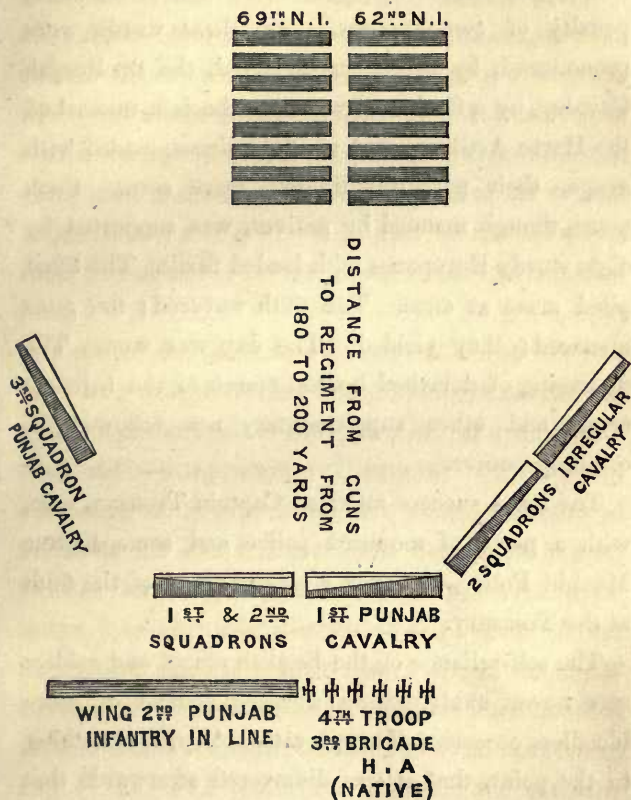 69TH N.I. 62ND N.I.
DISTANCE FROM GUNS
TO REGIMENT FROM
180 TO 200 YARDS
3RD SQUADRON
PUNJAB CAVALRY
2 SQUADRONS IRREGULAR
CAVALRY
1ST & 2ND
SQUADRONS
1ST PUNJAB
CAVALRY
WING 2ND PUNJAB
INFANTRY IN LINE
4TH TROOP
3RD BRIGADE
H A
(NATIVE)